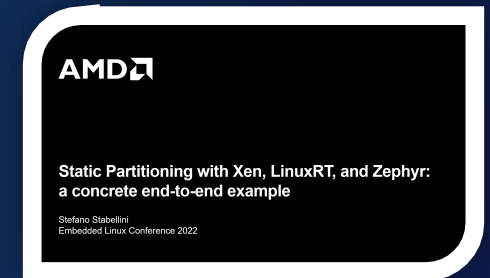 AMD
Static Partitioning with Xen, LinuxRT, and Zephyr:
a concrete end-to-end example
Stefano Stabellini
Embedded Linux Conference 2022